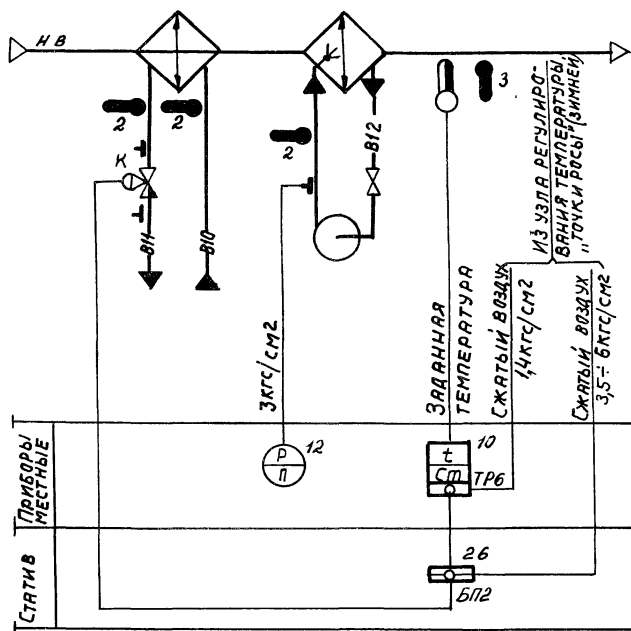 НВ
3
2
2
2
К
В12
В11
В10
ИЗ УЗЛА РЕГУЛИРО-
ВАНИЯ ТЕМПЕРАТУРЫ
„ТОЧКИ РОСЫ" (ЗИМНЕЙ)
3кгс/см2
ЗАДАННАЯ
ТЕМПЕРАТУРА
СЖАТЫЙ ВОЗДУХ
1,4кгс/см2
СЖАТЫЙ ВОЗДУХ
3,5÷6кгс/см2
ПРИБОРЫ
МЕСТНЫЕ
Р
П
12
t
Ст
10
ТР6
СТАТИВ
26
БП2